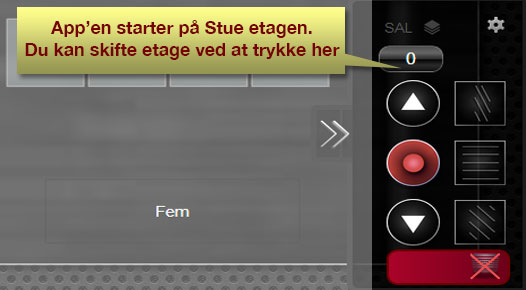 App'en starter på Stue etagen.
Du kan skifte etage ved at trykke her
SAL
0
Fem